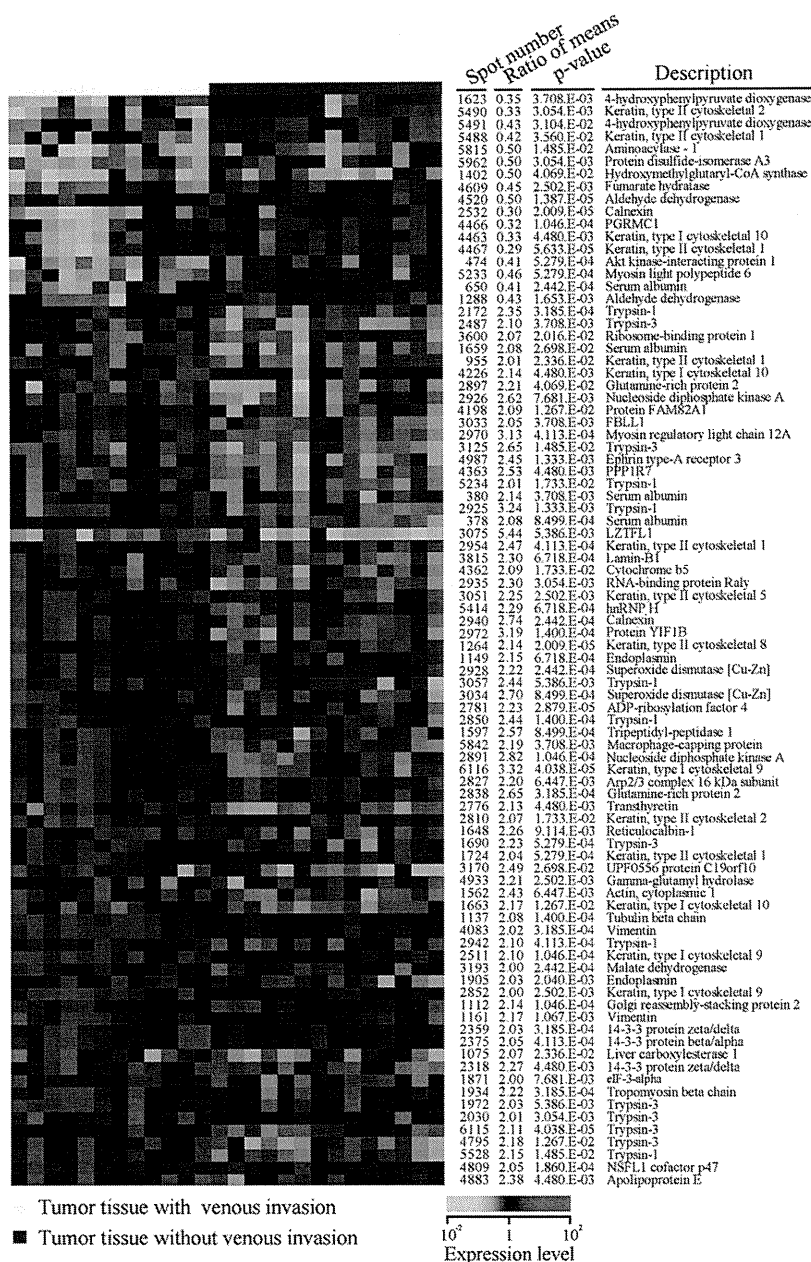 Spot number
Ratio of means
p-value
Description
1623 0.35 3.708.E-03 4-hydroxyphenylpyruvate dioxygenase
5490 0.33 3.054.E-03 Keratin, type II cytoskeletal 2
5491 0.43 3.104.E-02 4-hydroxyphenylpyruvate dioxygenase
5488 0.42 3.560.E-02 Keratin, type II cytoskeletal 1
5815 0.50 1.485.E-02 Aminoacylase - 1
5962 0.50 3.054.E-03 Protein disulfide-isomerase A3
1402 0.50 4.069.E-02 Hydroxymethylglutaryl-CoA synthase
4609 0.45 2.502.E-03 Fumarate hydratase
4520 0.50 1.387.E-05 Aldehyde dehydrogenase
2532 0.30 2.009.E-05 Calnexin
4466 0.32 1.046.E-04 PGRMC1
4463 0.33 4.480.E-03 Keratin, type I cytoskeletal 10
4467 0.29 5.633.E-05 Keratin, type II cytoskeletal 1
474 0.41 5.279.E-04 Akt kinase-interacting protein 1
5233 0.46 5.279.E-04 Myosin light polypeptide 6
650 0.41 2.442.E-04 Serum albumin
1288 0.43 1.653.E-03 Aldehyde dehydrogenase
2172 2.35 3.185.E-04 Trypsin-1
2487 2.10 3.708.E-03 Trypsin-3
3600 2.07 2.016.E-02 Ribosome-binding protein 1
1659 2.08 2.698.E-02 Serum albumin
955 2.01 2.336.E-02 Keratin, type II cytoskeletal 1
4226 2.14 4.480.E-03 Keratin, type I cytoskeletal 10
2897 2.21 4.069.E-02 Glutamine-rich protein 2
2926 2.62 7.681.E-03 Nucleoside diphosphate kinase A
4198 2.09 1.267.E-02 Protein FAM82A1
3033 2.05 3.708.E-03 FBLL1
2970 3.13 4.113.E-04 Myosin regulatory light chain 12A
3125 2.65 1.485.E-02 Trypsin-3
4987 2.45 1.333.E-03 Ephrin type-A receptor 3
4363 2.53 4.480.E-03 PPP1R7
5234 2.01 1.733.E-02 Trypsin-1
380 2.14 3.708.E-03 Serum albumin
2925 3.24 1.333.E-03 Trypsin-1
378 2.08 8.499.E-04 Serum albumin
3075 5.44 5.386.E-03 LZTFL1
2954 2.47 4.113.E-04 Keratin, type II cytoskeletal 1
3815 2.30 6.718.E-04 Lamin-B1
4362 2.09 1.733.E-02 Cytochrome b5
2935 2.30 3.054.E-03 RNA-binding protein Raly
3051 2.25 2.502.E-03 Keratin, type II cytoskeletal 5
5414 2.29 6.718.E-04 hnRNP H
2940 2.74 2.442.E-04 Calnexin
2972 3.19 1.400.E-04 Protein YIF1B
1264 2.14 2.009.E-05 Keratin, type II cytoskeletal 8
1149 2.15 6.718.E-04 Endoplasmin
2928 2.22 2.442.E-04 Superoxide dismutase [Cu-Zn]
3057 2.44 5.386.E-03 Trypsin-1
3034 2.70 8.499.E-04 Superoxide dismutase [Cu-Zn]
2781 2.23 2.879.E-05 ADP-ribosylation factor 4
2850 2.44 1.400.E-04 Trypsin-1
1597 2.57 8.499.E-04 Tripeptidyl-peptidase 1
5842 2.19 3.708.E-03 Macrophage-capping protein
2891 2.82 1.046.E-04 Nucleoside diphosphate kinase A
6116 3.32 4.038.E-05 Keratin, type I cytoskeletal 9
2827 2.20 6.447.E-03 Arp2/3 complex 16 kDa subunit
2838 2.65 3.185.E-04 Glutamine-rich protein 2
2776 2.13 4.480.E-03 Transthyretin
2810 2.07 1.733.E-02 Keratin, type II cytoskeletal 2
1648 2.26 9.114.E-03 Reticulocalbin-1
1690 2.23 5.279.E-04 Trypsin-3
1724 2.04 5.279.E-04 Keratin, type II cytoskeletal 1
3170 2.49 2.698.E-02 UPF0556 protein C19orf10
4933 2.21 2.502.E-03 Gamma-glutamyl hydrolase
1562 2.43 6.447.E-03 Actin, cytoplasmic 1
1663 2.17 1.267.E-02 Keratin, type I cytoskeletal 10
1137 2.08 1.400.E-04 Tubulin beta chain
4083 2.02 3.185.E-04 Vimentin
2942 2.10 4.113.E-04 Trypsin-1
2511 2.10 1.046.E-04 Keratin, type I cytoskeletal 9
3193 2.00 2.442.E-04 Malate dehydrogenase
1905 2.03 2.040.E-03 Endoplasmin
2852 2.00 2.502.E-03 Keratin, type I cytoskeletal 9
1112 2.14 1.046.E-04 Golgi reassembly-stacking protein 2
1161 2.17 1.067.E-03 Vimentin
2359 2.03 3.185.E-04 14-3-3 protein zeta/delta
2375 2.05 4.113.E-04 14-3-3 protein beta/alpha
1075 2.07 2.336.E-02 Liver carboxylesterase 1
2318 2.27 4.480.E-03 14-3-3 protein zeta/delta
1871 2.00 7.681.E-03 eIF-3-alpha
1934 2.22 3.185.E-04 Tropomyosin beta chain
1972 2.03 5.386.E-03 Trypsin-3
2030 2.01 3.054.E-03 Trypsin-3
6115 2.11 4.038.E-05 Trypsin-3
4795 2.18 1.267.E-02 Trypsin-3
5528 2.15 1.485.E-02 Trypsin-1
4809 2.05 1.860.E-04 NSFL1 cofactor p47
4883 2.38 4.480.E-03 Apolipoprotein E
Tumor tissue with venous invasion
Tumor tissue without venous invasion
10-2 1 102
Expression level